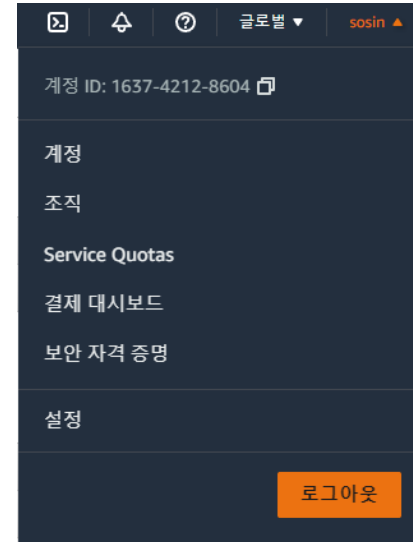 글로벌 ▼ sosin ▲
계정 ID: 1637-4212-8604
계정
조직
Service Quotas
결제 대시보드
보안 자격 증명
설정
로그아웃